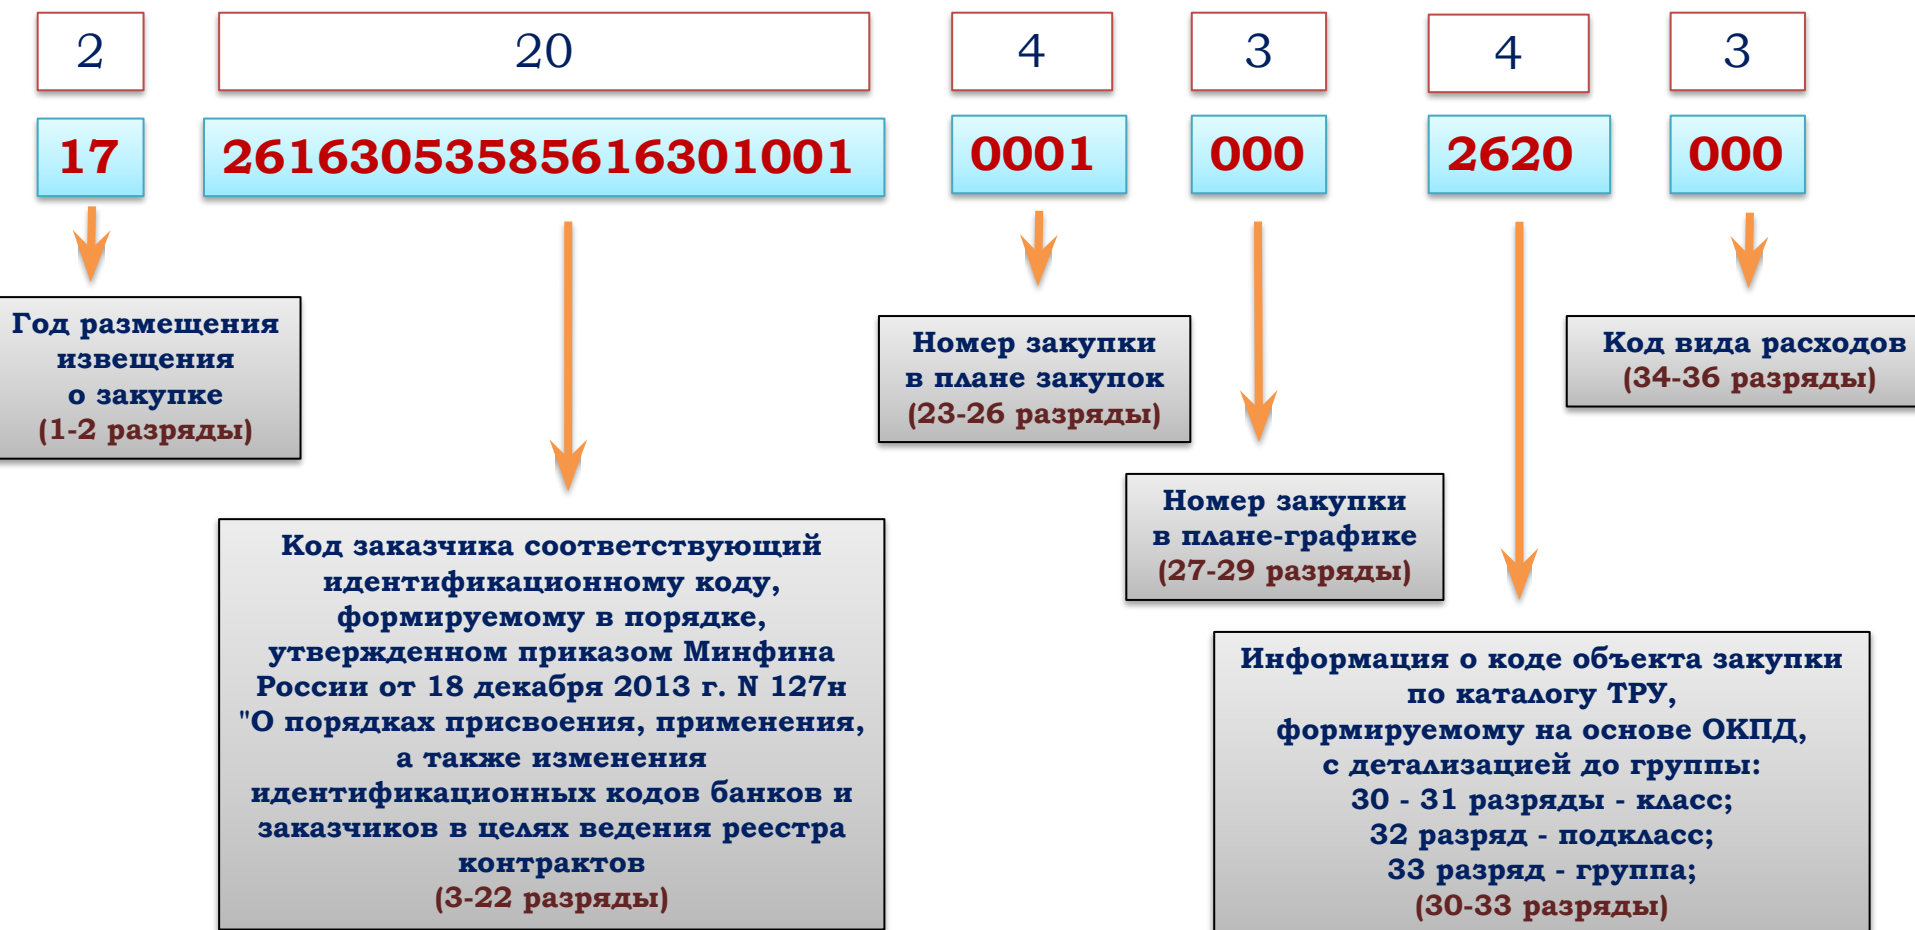 2
20
4
3
4
3
17
26163053585616301001
0001
000
2620
000
Год размещения
извещения
о закупке
(1-2 разряды)
Код заказчика соответствующий
идентификационному коду,
формируемому в порядке,
утвержденном приказом Минфина
России от 18 декабря 2013 г. N 127н
"О порядках присвоения, применения,
а также изменения
идентификационных кодов банков и
заказчиков в целях ведения реестра
контрактов
(3-22 разряды)
Номер закупки
в плане закупок
(23-26 разряды)
Номер закупки
в плане-графике
(27-29 разряды)
Информация о коде объекта закупки
по каталогу ТРУ,
формируемому на основе ОКПД,
с детализацией до группы:
30 - 31 разряды - класс;
32 разряд - подкласс;
33 разряд - группа;
(30-33 разряды)
Код вида расходов
(34-36 разряды)